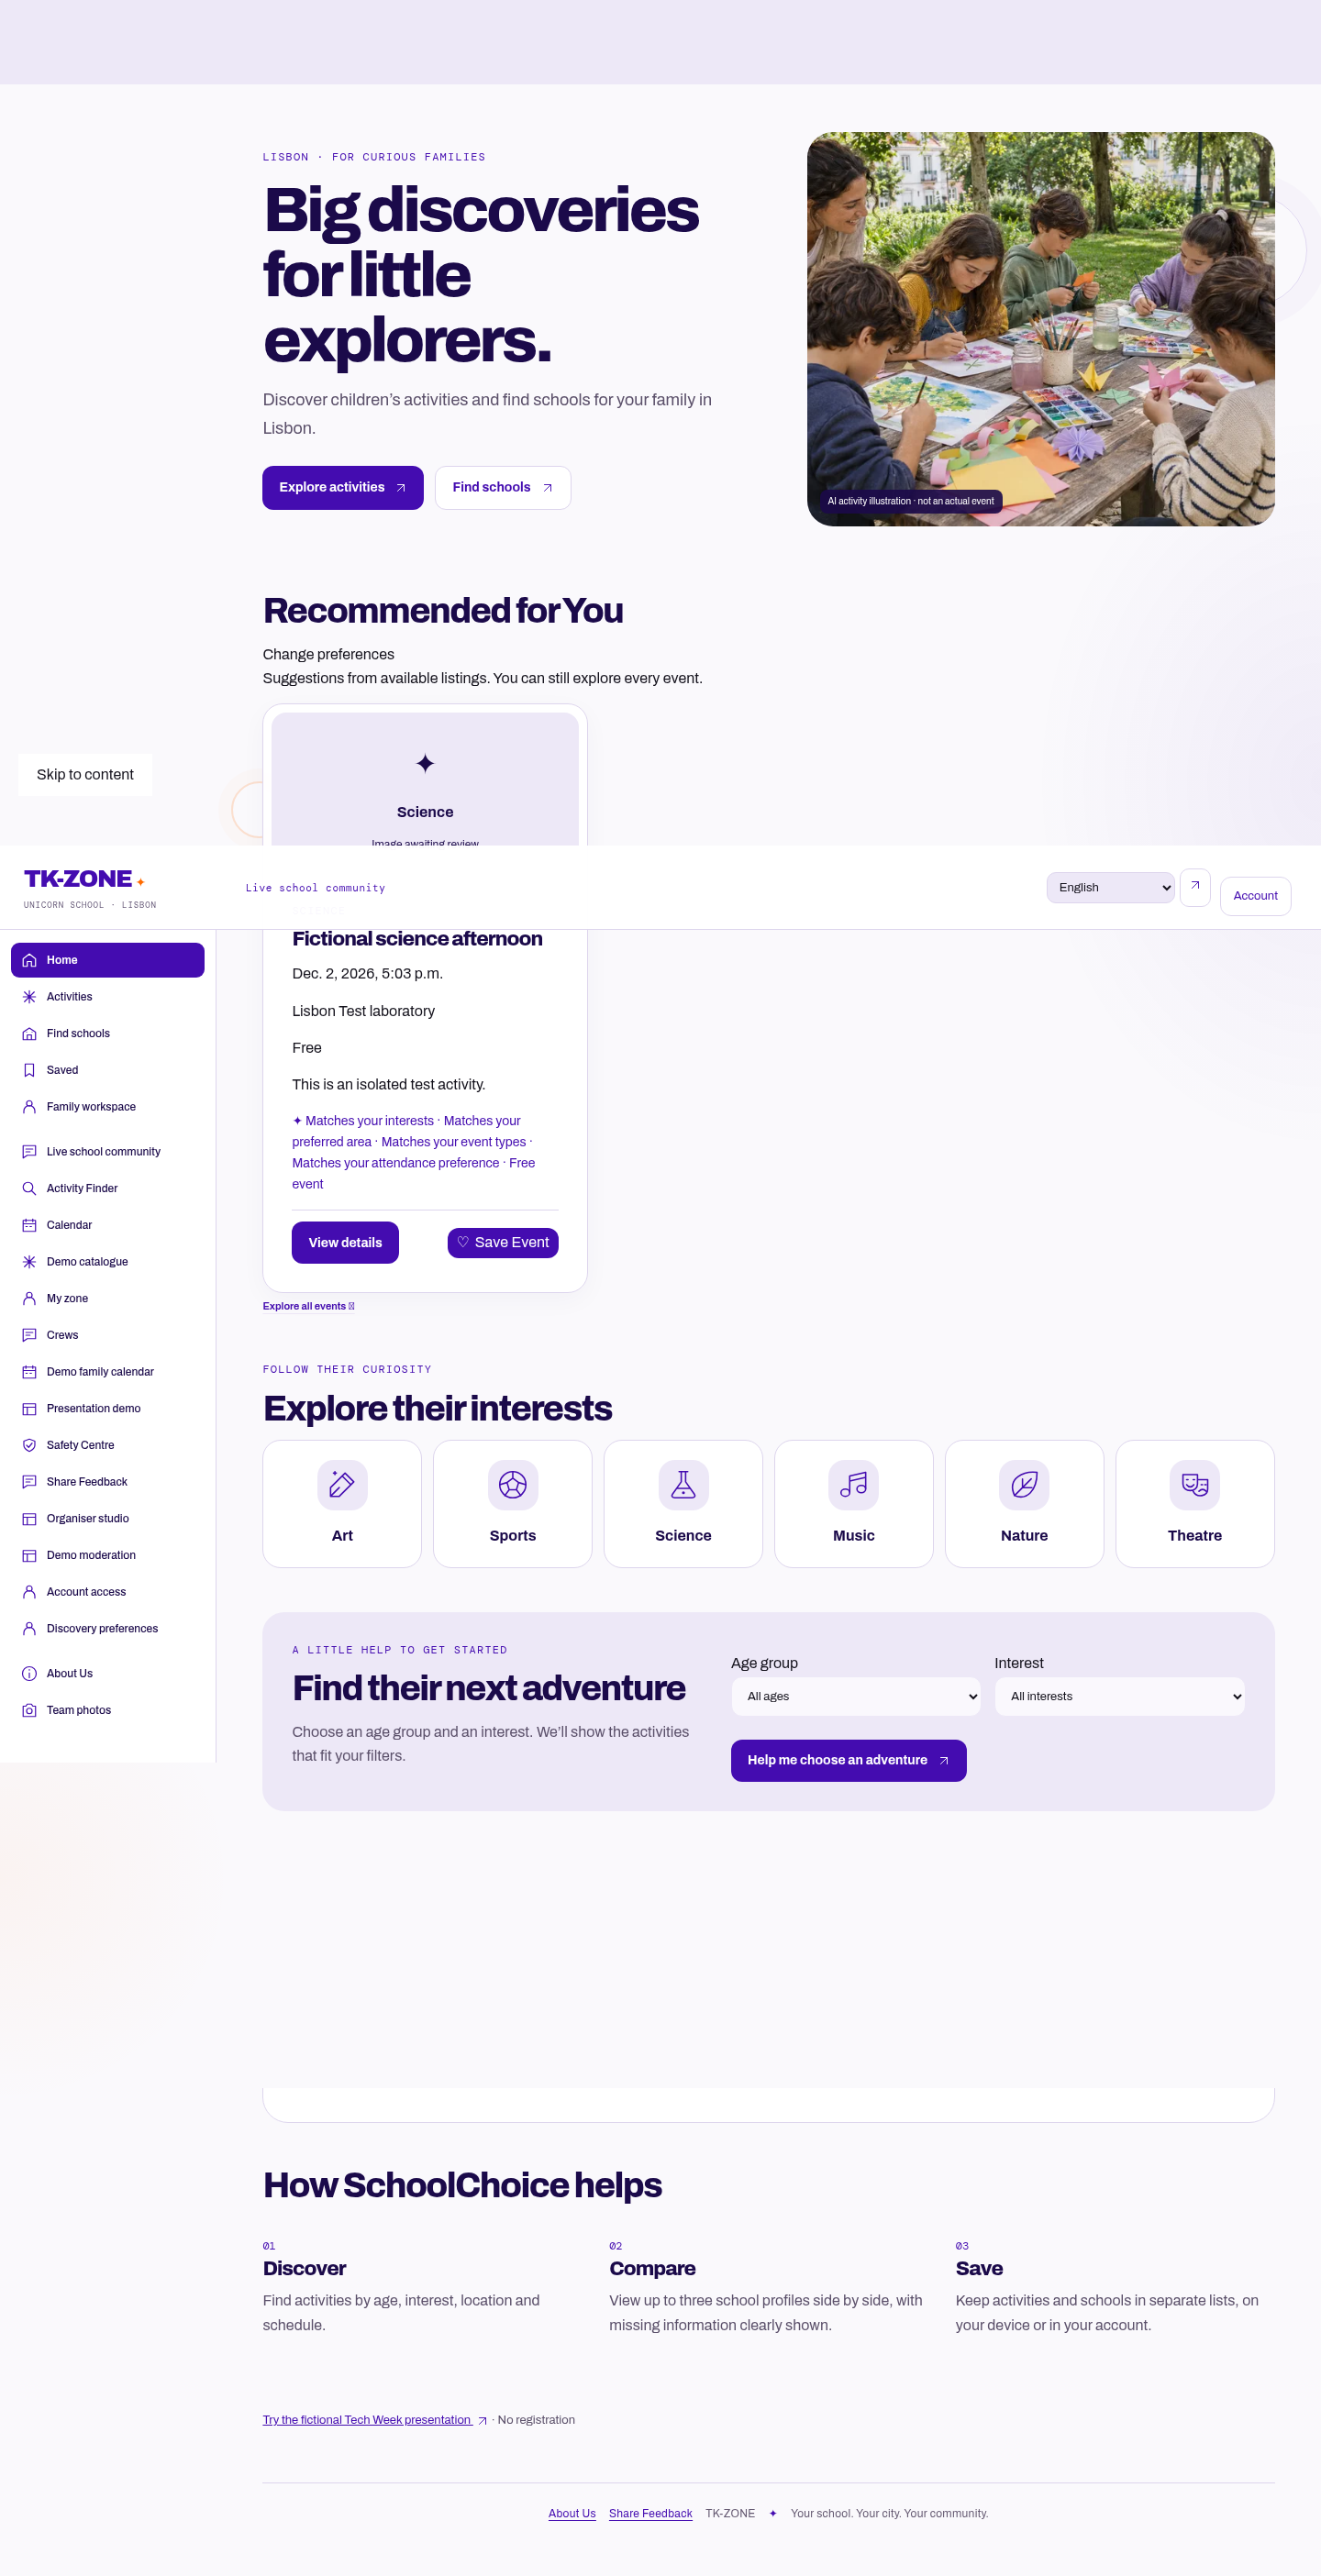 LISBON · FOR CURIOUS FAMILIES
Big discoveries
for little
explorers.
Discover children’s activities and find schools for your family in
Lisbon.
Explore activities
Find schools
AI activity illustration · not an actual event
Recommended for You
Change preferences
Suggestions from available listings. You can still explore every event.
Science
Image awaiting review
Skip to content
TK-ZONE
UNICORN SCHOOL · LISBON
Live school community
English
Account
Home
Activities
Find schools
Saved
Family workspace
Live school community
Activity Finder
Calendar
Demo catalogue
My zone
Crews
Demo family calendar
Presentation demo
Safety Centre
Share Feedback
Organiser studio
Demo moderation
Account access
Discovery preferences
About Us
Team photos
Fictional science afternoon
Dec. 2, 2026, 5:03 p.m.
Lisbon Test laboratory
Free
This is an isolated test activity.
✦ Matches your interests · Matches your
preferred area · Matches your event types ·
Matches your attendance preference · Free
event
View details
♡ Save Event
Explore all events
FOLLOW THEIR CURIOSITY
Explore their interests
Art
Sports
Science
Music
Nature
Theatre
A LITTLE HELP TO GET STARTED
Find their next adventure
Choose an age group and an interest. We’ll show the activities
that fit your filters.
Age group
All ages
Interest
All interests
Help me choose an adventure
How SchoolChoice helps
01
Discover
Find activities by age, interest, location and
schedule.
02
Compare
View up to three school profiles side by side, with
missing information clearly shown.
03
Save
Keep activities and schools in separate lists, on
your device or in your account.
Try the fictional Tech Week presentation · No registration
About Us Share Feedback TK-ZONE ✦ Your school. Your city. Your community.